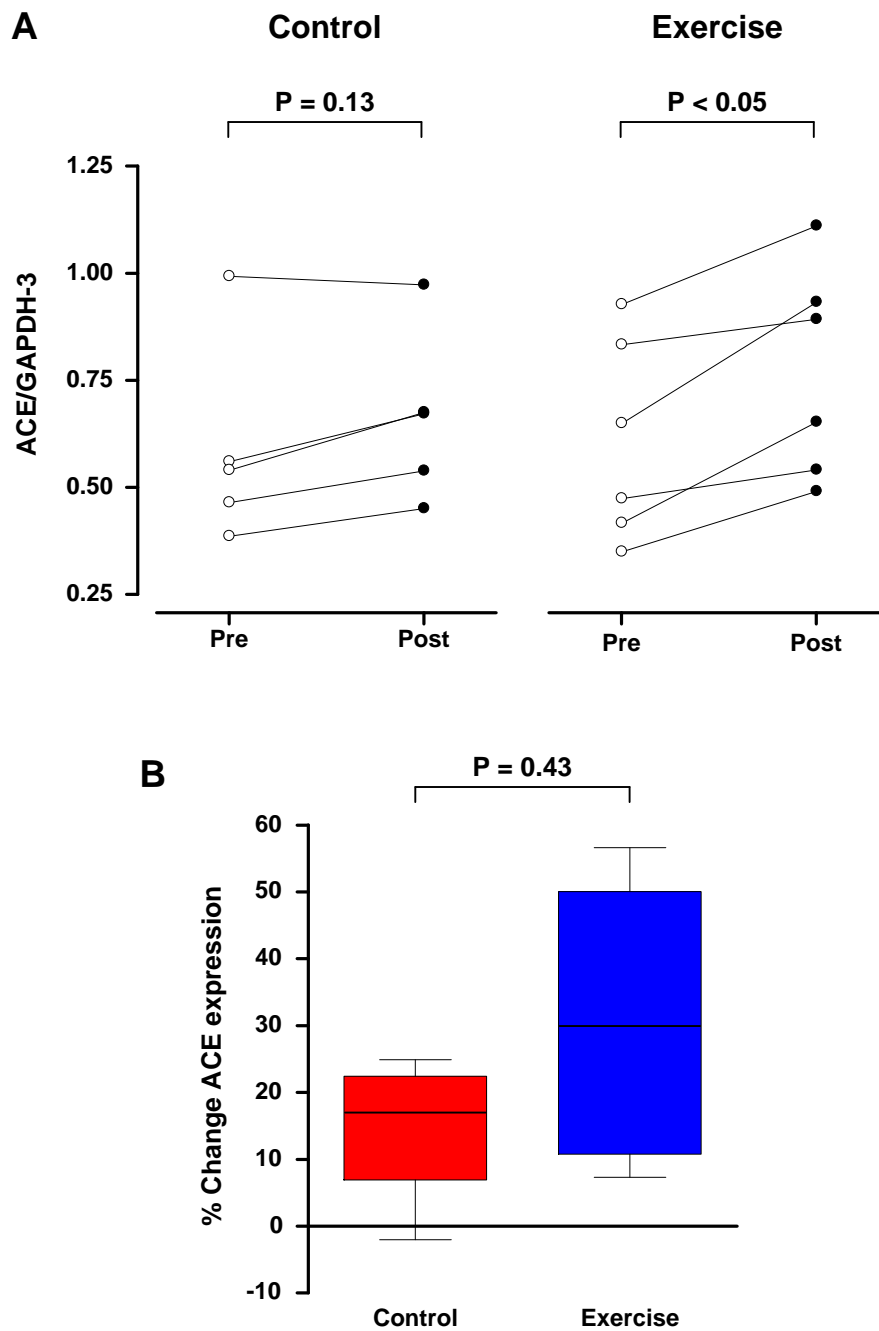 A
Control
Exercise
P = 0.13
P < 0.05
ACE/GAPDH-3
1.25
1.00
0.75
0.50
0.25
Pre
Post
Pre
Post
B
P = 0.43
% Change ACE expression
60
50
40
30
20
10
0
-10
Control
Exercise